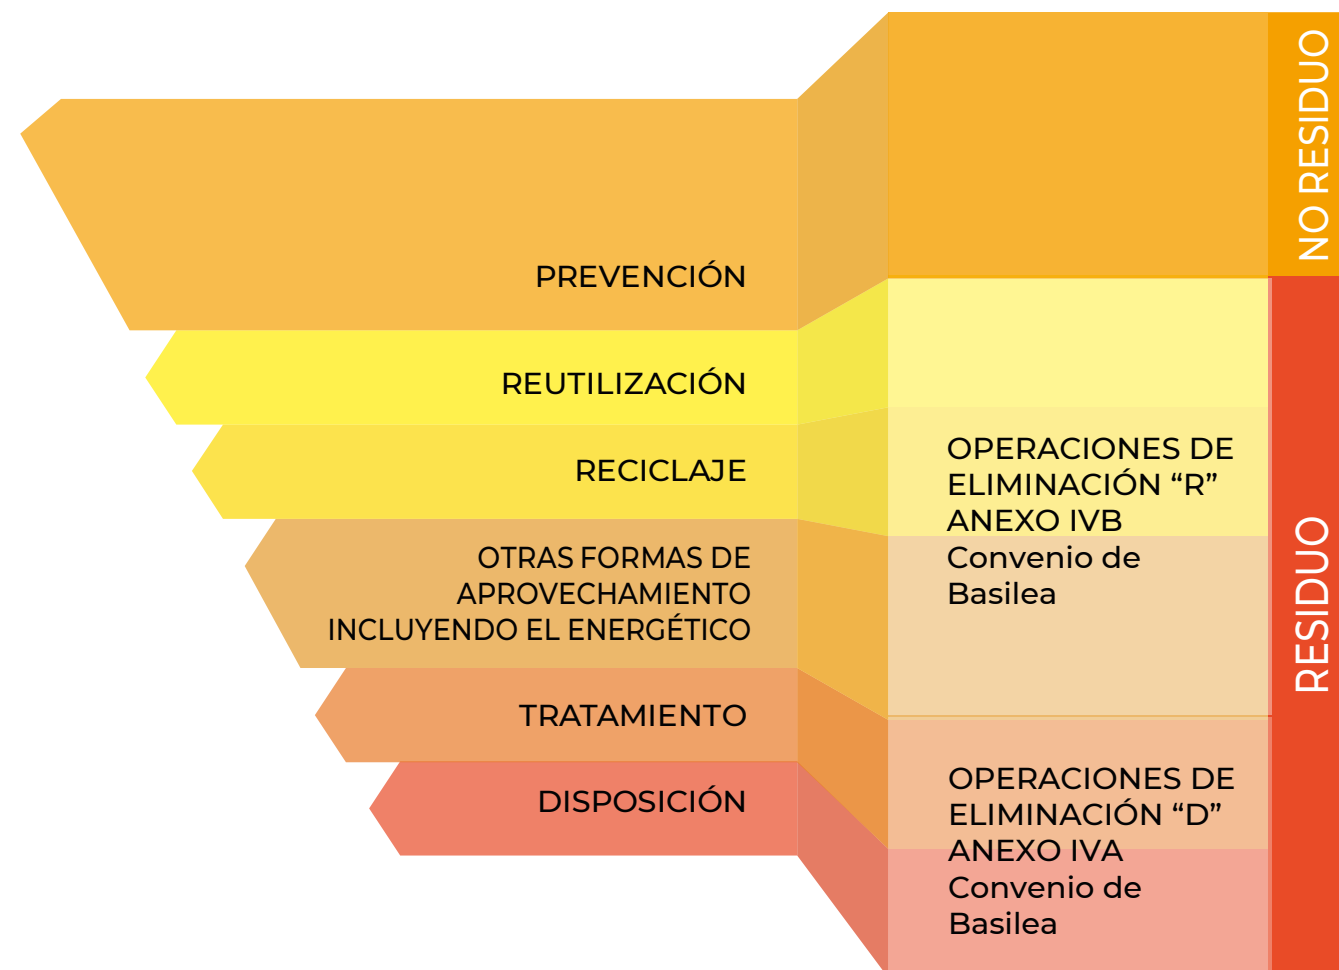 PREVENCIÓN
REUTILIZACIÓN
RECICLAJE
OTRAS FORMAS DE
APROVECHAMIENTO
INCLUYENDO EL ENERGÉTICO
TRATAMIENTO
DISPOSICIÓN
OPERACIONES DE
ELIMINACIÓN “R”
ANEXO IVB
Convenio de
Basilea
OPERACIONES DE
ELIMINACIÓN “D”
ANEXO IVA
Convenio de
Basilea
NO RESIDUO
RESIDUO